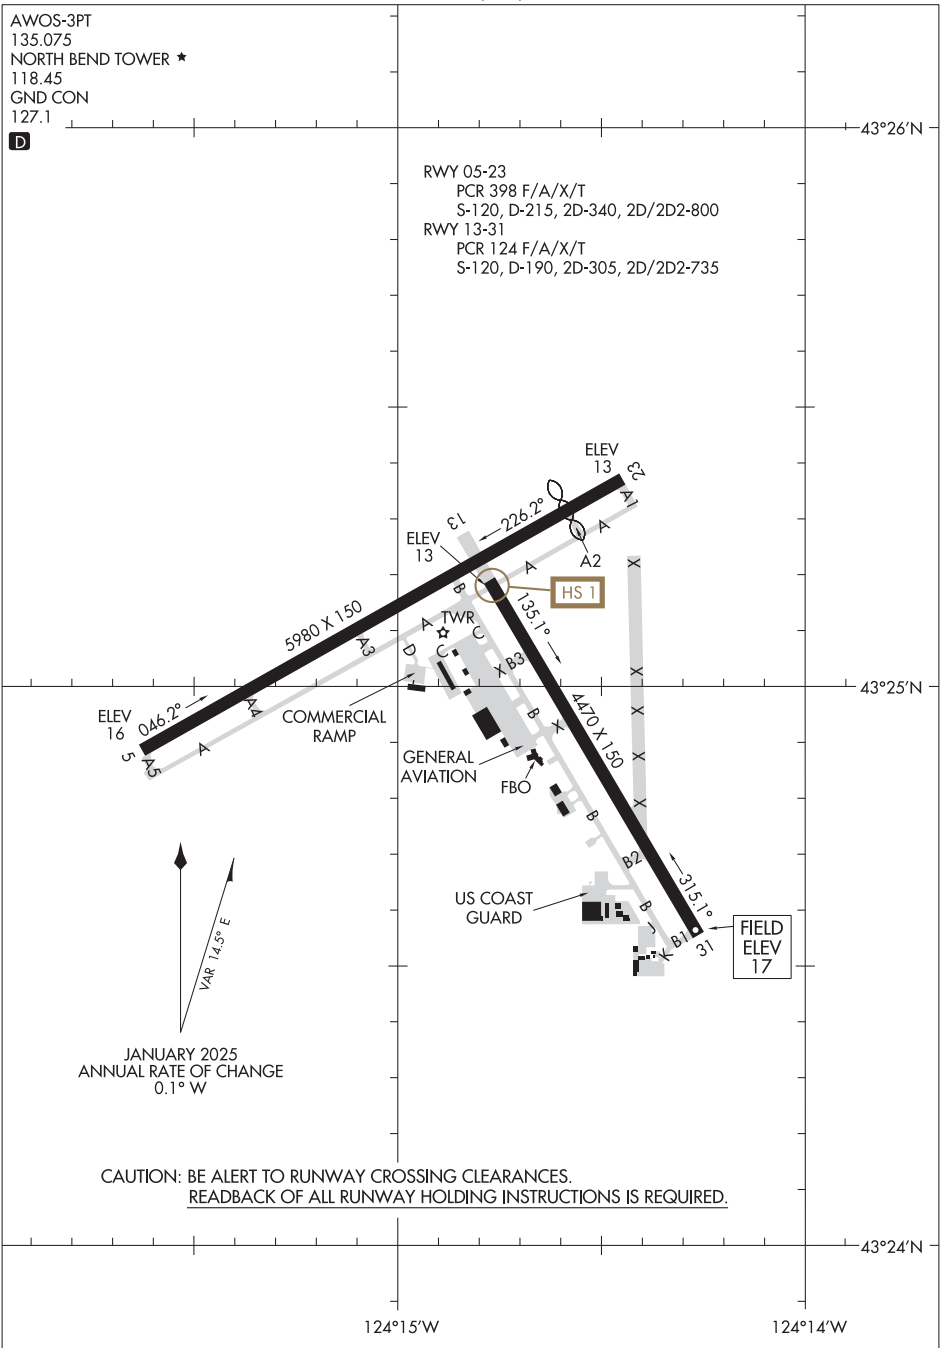 AWOS-3PT
135.075
NORTH BEND TOWER ★
118.45
GND CON
127.1
D
43°26'N
RWY 05-23
PCR 398 F/A/X/T
S-120, D-215, 2D-340, 2D/2D2-800
RWY 13-31
PCR 124 F/A/X/T
S-120, D-190, 2D-305, 2D/2D2-735
ELEV
13
23
A1
226.2°
A
13
ELEV
13
A2
A
X
HS 1
B
135.1°
5980 X 150
A
TWR
C
A3
D
C
B3
X
X
43°25'N
046.2°
ELEV
16
A4
COMMERCIAL
RAMP
B
X
4470 X 150
X
5
A5
A
GENERAL
AVIATION
FBO
X
X
B
B2
315.1°
US COAST
GUARD
B
J
B1
K
31
FIELD
ELEV
17
VAR 14.5° E
JANUARY 2025
ANNUAL RATE OF CHANGE
0.1° W
CAUTION: BE ALERT TO RUNWAY CROSSING CLEARANCES.
READBACK OF ALL RUNWAY HOLDING INSTRUCTIONS IS REQUIRED.
43°24'N
124°15'W
124°14'W